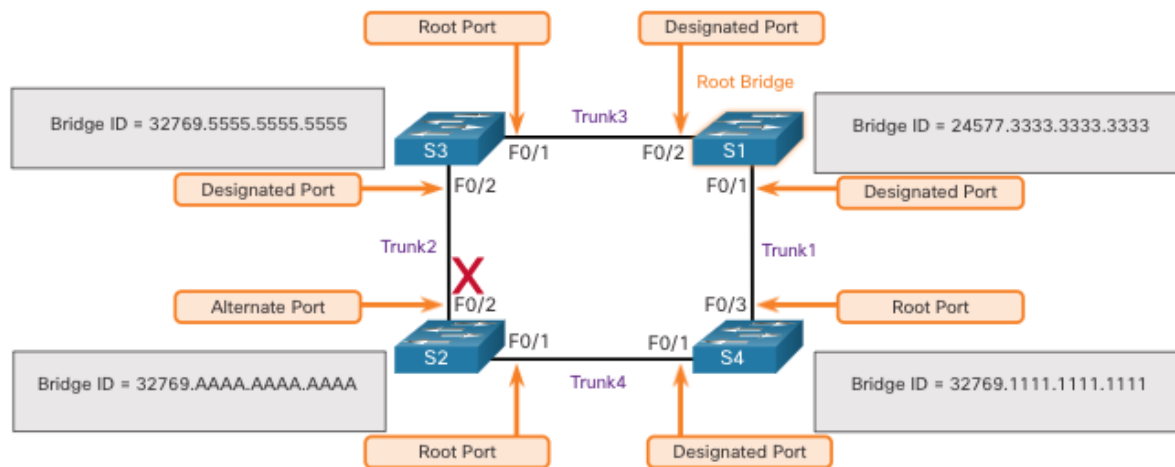 Root Port
Designated Port
Root Bridge
Bridge ID = 32769.5555.5555.5555
Trunk3
Bridge ID = 24577.3333.3333.3333
S3
F0/1
F0/2
S1
Designated Port
F0/2
F0/1
Designated Port
Trunk2
Trunk1
Alternate Port
F0/2
F0/3
Root Port
S2
F0/1
F0/1
S4
Bridge ID = 32769.AAAA.AAAA.AAAA
Trunk4
Bridge ID = 32769.1111.1111.1111
Root Port
Designated Port